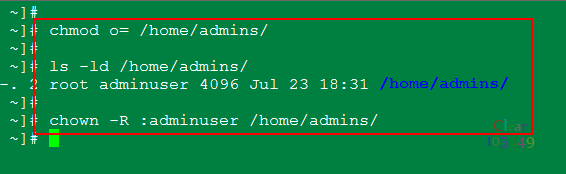 ~]#
~]# chmod o= /home/admins/
~]#
~]# ls -ld /home/admins/
-. 2 root adminuser 4096 Jul 23 18:31 /home/admins/
~]#
~]# chown -R :adminuser /home/admins/
~]#